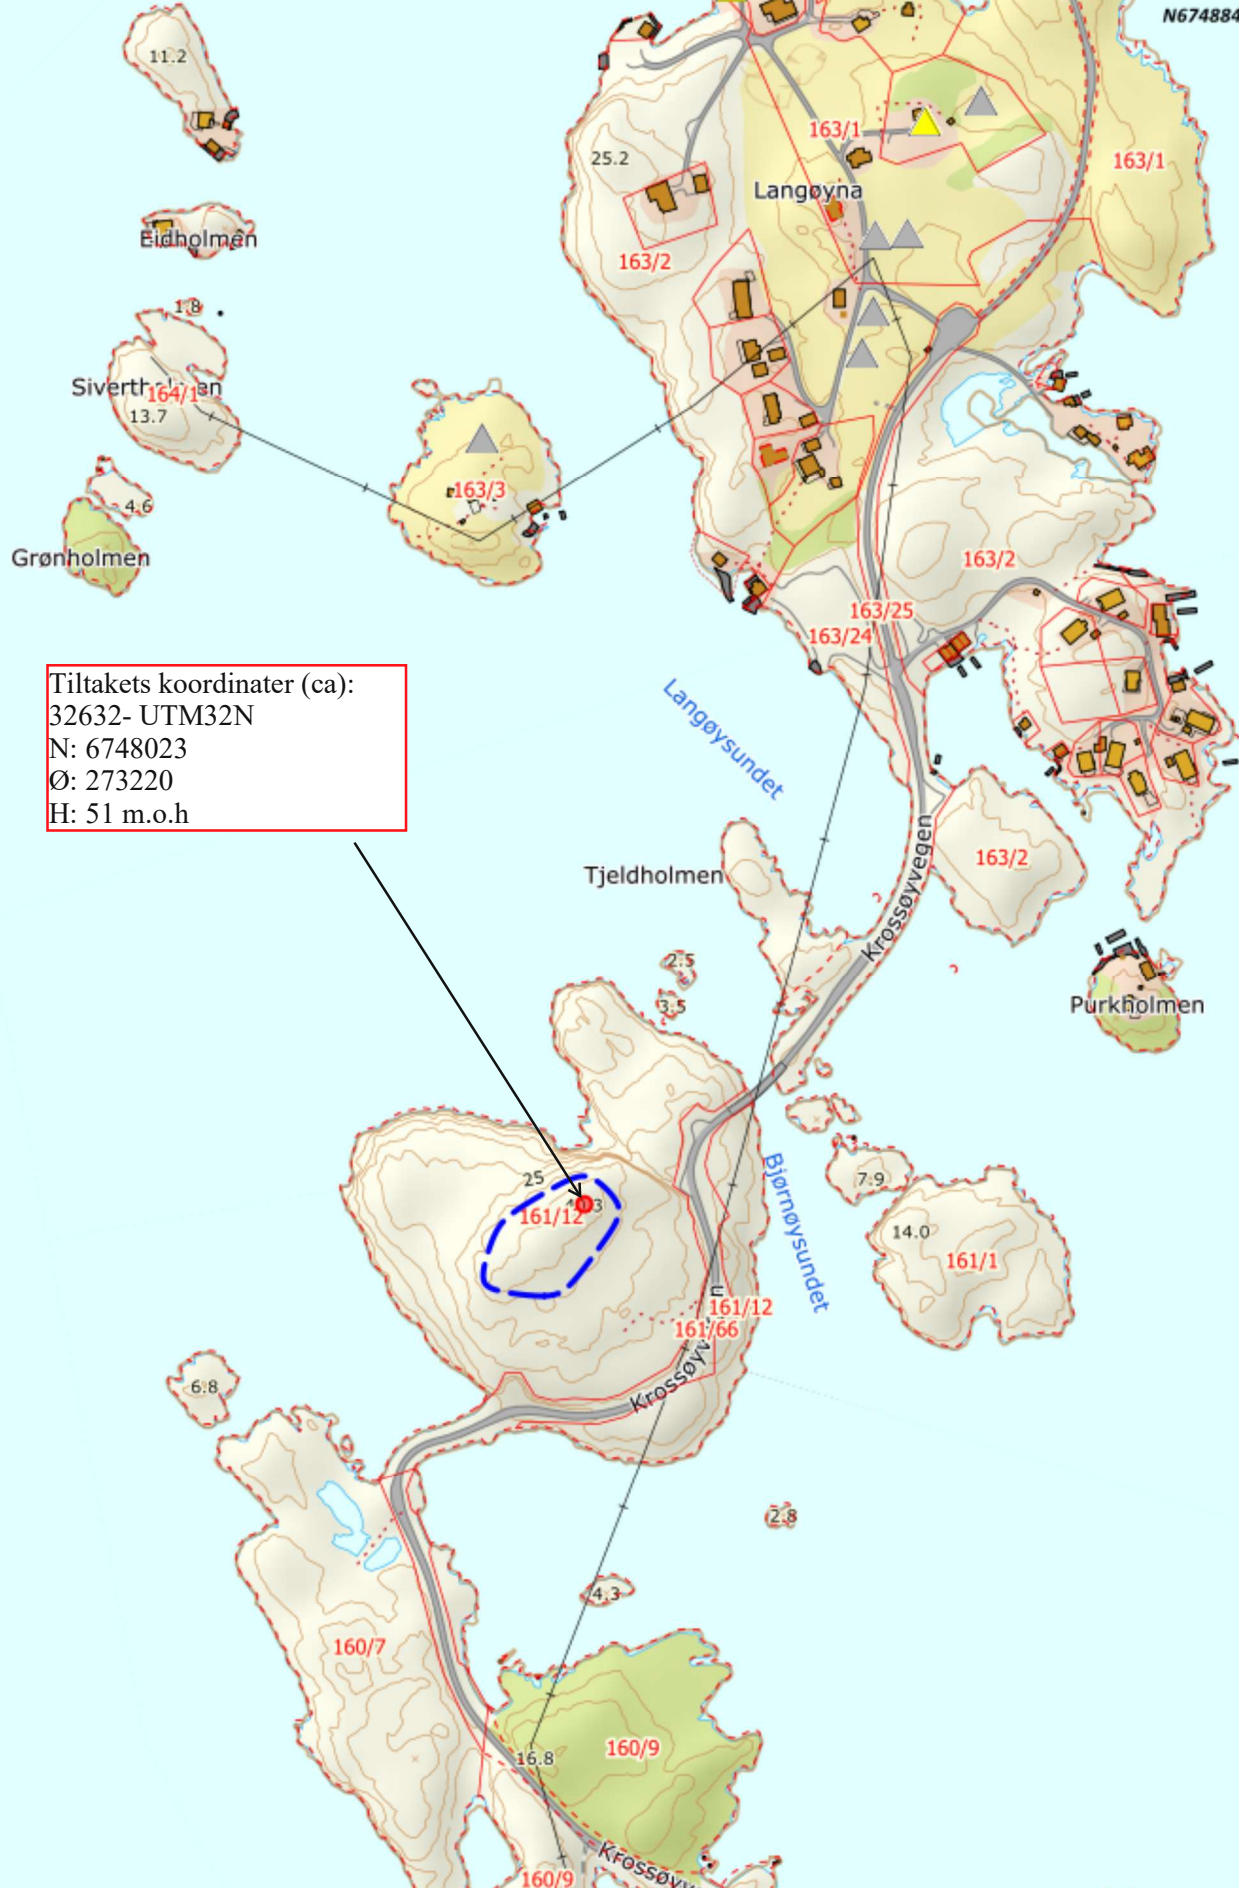 N674884
11.2
163/1
25.2
163/1
Langøyna
Eidholmen
163/2
1.8
164/1
13.7
163/3
4.6
Grønholmen
163/2
163/25
163/24
Tiltakets koordinater (ca):
32632- UTM32N
N: 6748023
Ø: 273220
H: 51 m.o.h
Langøysundet
Krossøyvegen
163/2
Tjeldholmen
2.5
3.5
Purkholmen
25
7.9
161/12
Bjørnøysundet
14.0
161/1
161/12
161/66
6.8
2.8
4.3
160/7
160/9
16.8
160/9